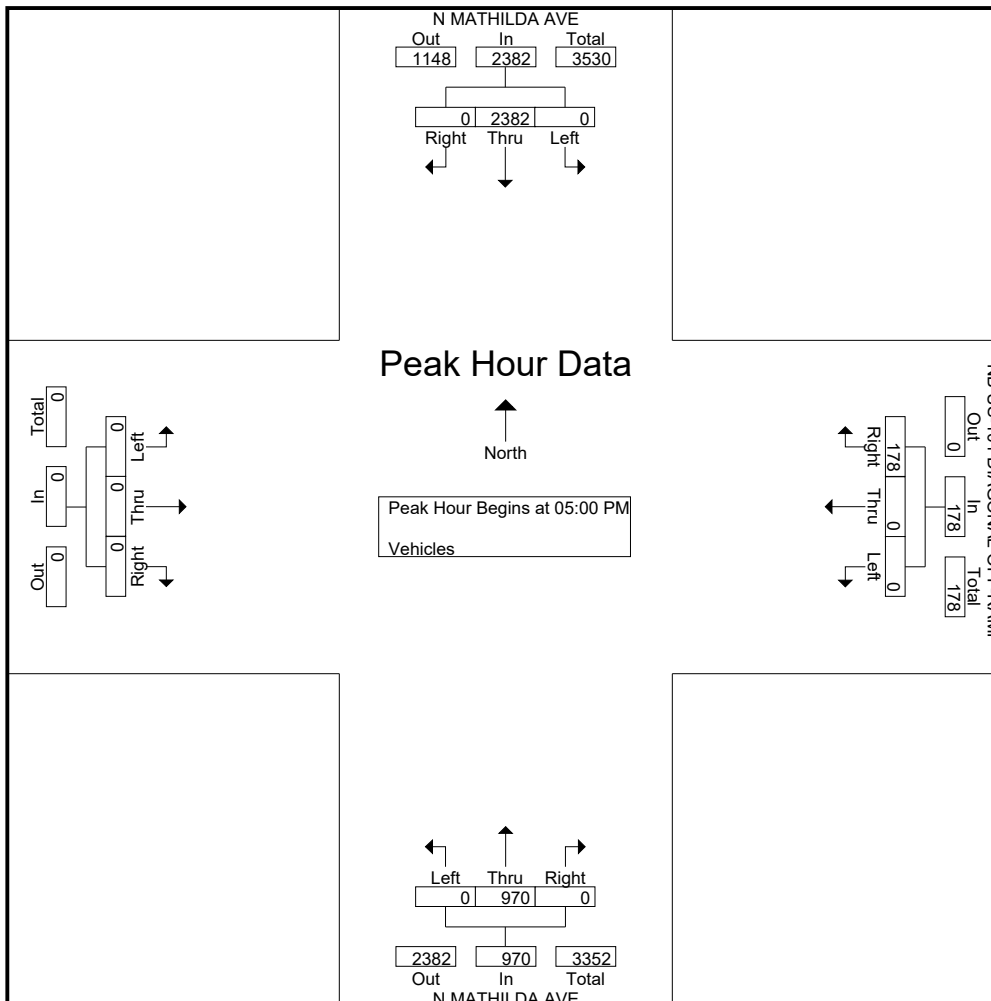 N MATHILDA AVE
Out In Total
1148 2382 3530
0 2382 0
Right Thru Left
Peak Hour Data
North
Peak Hour Begins at 05:00 PM
Vehicles
Total In Out
0 0 0
0 0 0
Left Thru Right
Out In Total
0 178 178
Right Thru Left
178 0 0
Left Thru Right
0 970 0
2382 970 3352
Out In Total
N MATHILDA AVE